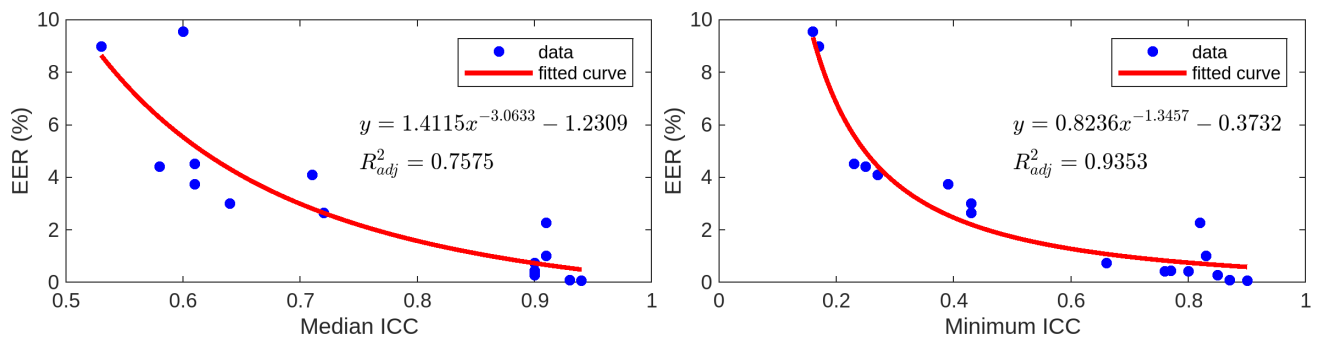 10
8
6
4
2
0
0.5
0.6
0.7
0.8
0.9
1
EER (%)
Median ICC
data
fitted curve
y = 1.4115x^{-3.0633} − 1.2309
R^2_{adj} = 0.7575
10
8
6
4
2
0
0
0.2
0.4
0.6
0.8
1
EER (%)
Minimum ICC
data
fitted curve
y = 0.8236x^{-1.3457} − 0.3732
R^2_{adj} = 0.9353